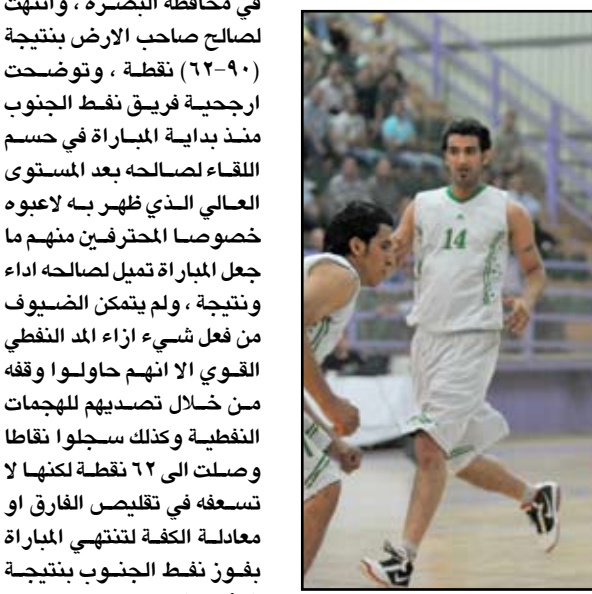 في محافظة البصرة ، وانتهت
لصالح صاحب الارض بنتيجة
(٩٠-٦٢) نقطة ، وتوضحت
ارجحية فريق نفط الجنوب
منذ بداية المباراة في حسم
اللقاء لصالحه بعد المستوى
العالي الذي ظهر به لاعبوه
خصوصا المحترفين منهم ما
جعل المباراة تميل لصالحه اداء
ونتيجة ، ولم يتمكن الضيوف
من فعل شيء ازاء المد النفطي
القوي الا انهم حاولوا وقفه
من خلال تصديهم للهجمات
النفطية وكذلك سجلوا نقاطا
وصلت الى ٦٢ نقطة لكنها لا
تسعفه في تقليص الفارق او
معادلة الكفة لتنتهي المباراة
بفوز نفط الجنوب بنتيجة
14